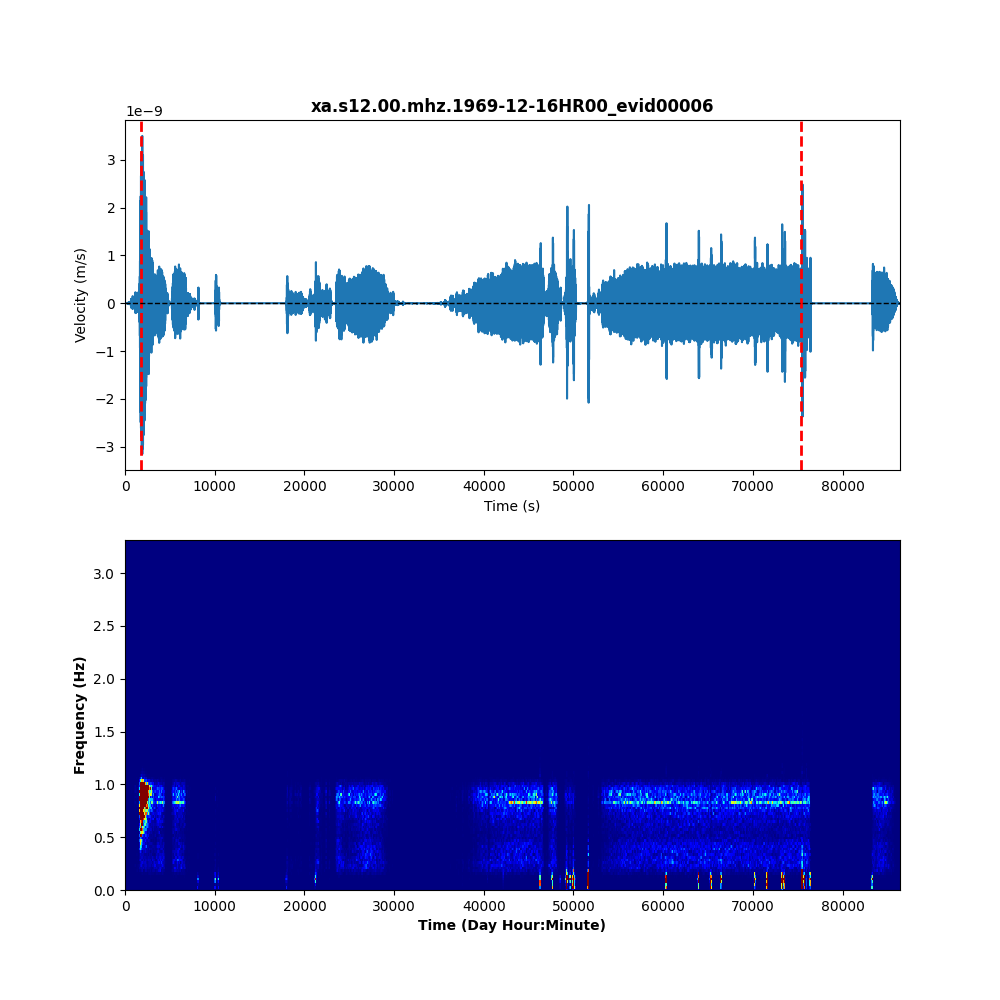 xa.s12.00.mhz.1969-12-16HR00_evid00006
1e−9
3
2
1
0
−1
−2
−3
Velocity (m/s)
0 10000 20000 30000 40000 50000 60000 70000 80000
Time (s)
3.0
2.5
2.0
1.5
1.0
0.5
0.0
Frequency (Hz)
0 10000 20000 30000 40000 50000 60000 70000 80000
Time (Day Hour:Minute)